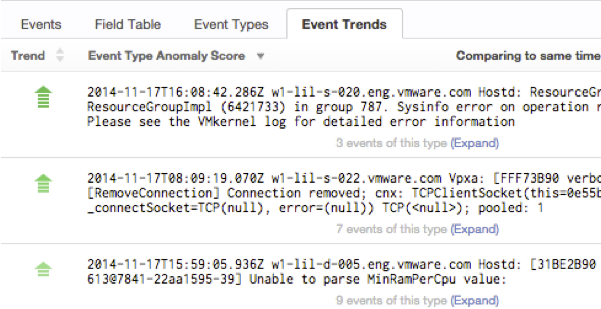 Events Field Table Event Types Event Trends
Trend Event Type Anomaly Score Comparing to same time
2014-11-17T16:08:42.286Z w1-lil-s-020.eng.vmware.com Hostd: ResourceGr
ResourceGroupImpl (6421733) in group 787. Sysinfo error on operation r
Please see the VMkernel log for detailed error information
3 events of this type (Expand)
2014-11-17T08:09:19.070Z w1-lil-s-022.vmware.com Vpxa: [FFF73B90 verbo
[RemoveConnection] Connection removed; cnx: TCPClientSocket(this=0e55b
_connectSocket=TCP(null), error=(null)) TCP(<null>); pooled: 1
7 events of this type (Expand)
2014-11-17T15:59:05.936Z w1-lil-d-005.eng.vmware.com Hostd: [31BE2B90
613@7841-22aa1595-39] Unable to parse MinRamPerCpu value:
9 events of this type (Expand)